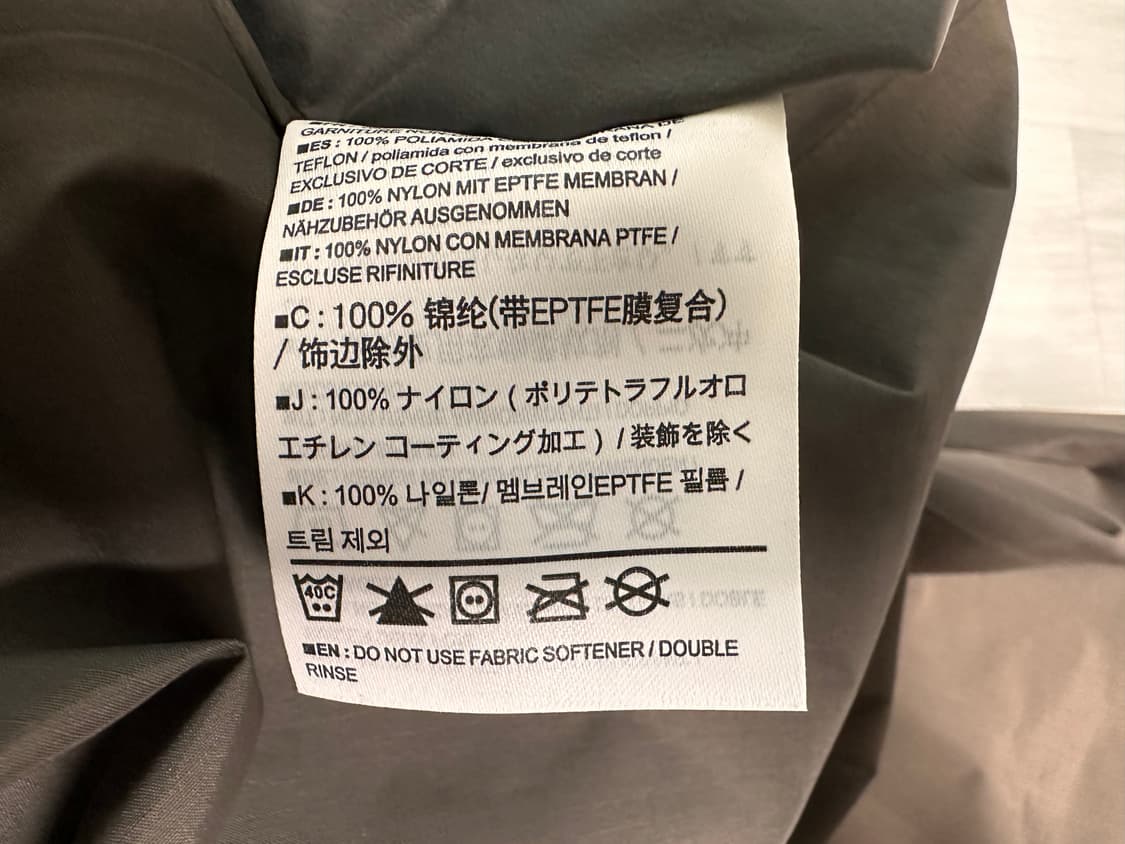 GARNITURE
■ES : 100% POLIAMIDA
TEFLON / poliamida con membrana de teflon /
EXCLUSIVO DE CORTE / exclusivo de corte
■DE : 100% NYLON MIT EPTFE MEMBRAN /
NÄHZUBEHÖR AUSGENOMMEN
■IT : 100% NYLON CON MEMBRANA PTFE /
ESCLUSE RIFINITURE
■C : 100% 锦纶(带EPTFE膜复合)
/ 饰边除外
■J : 100% ナイロン ( ポリテトラフルオロ
エチレン コーティング加工 ) / 装飾を除く
■K : 100% 나일론/ 멤브레인EPTFE 필름 /
트림 제외
40C
■EN : DO NOT USE FABRIC SOFTENER / DOUBLE
RINSE